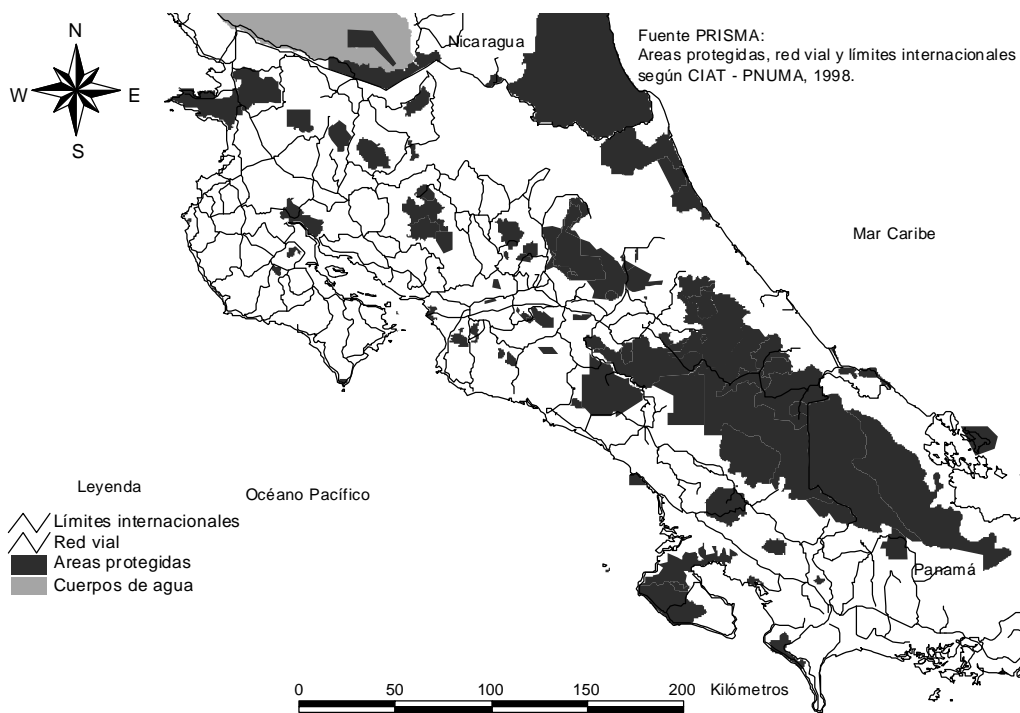 N
W
E
S
Nicaragua
Fuente PRISMA:
Areas protegidas, red vial y límites internacionales
según CIAT - PNUMA, 1998.
Mar Caribe
Leyenda
Océano Pacífico
Límites internacionales
Red vial
Areas protegidas
Cuerpos de agua
Panamá
0 50 100 150 200 Kilómetros